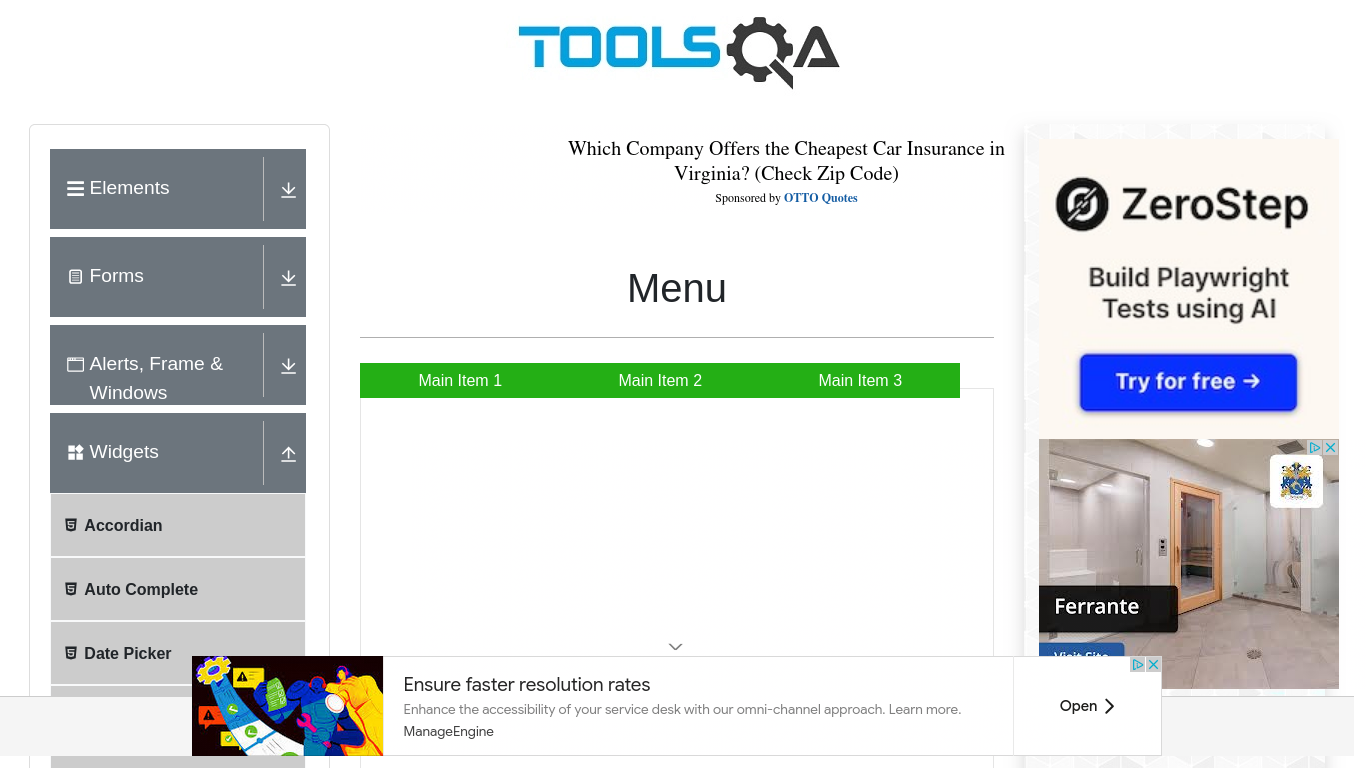 TOOLSQA
Which Company Offers the Cheapest Car Insurance in
Virginia? (Check Zip Code)
Sponsored by OTTO Quotes
Elements
Forms
Alerts, Frame &
Windows
Widgets
Accordian
Auto Complete
Date Picker
Menu
Main Item 1
Main Item 2
Main Item 3
ZeroStep
Build Playwright
Tests using AI
Try for free →
Ferrante
Visit Site
Ensure faster resolution rates
Enhance the accessibility of your service desk with our omni-channel approach. Learn more.
ManageEngine
Open